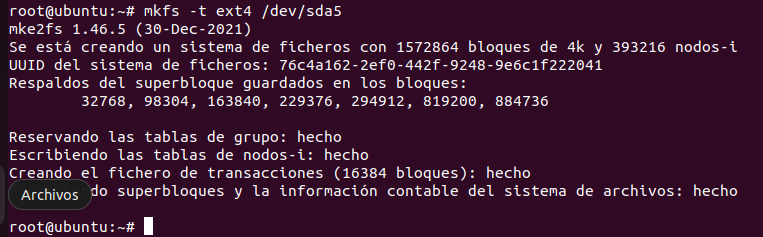 root@ubuntu:~# mkfs -t ext4 /dev/sda5
mke2fs 1.46.5 (30-Dec-2021)
Se está creando un sistema de ficheros con 1572864 bloques de 4k y 393216 nodos-i
UUID del sistema de ficheros: 76c4a162-2ef0-442f-9248-9e6c1f222041
Respaldos del superbloque guardados en los bloques:
32768, 98304, 163840, 229376, 294912, 819200, 884736
Reservando las tablas de grupo: hecho
Escribiendo las tablas de nodos-i: hecho
Creando el fichero de transacciones (16384 bloques): hecho
Archivos
do superbloques y la información contable del sistema de archivos: hecho
root@ubuntu:~#